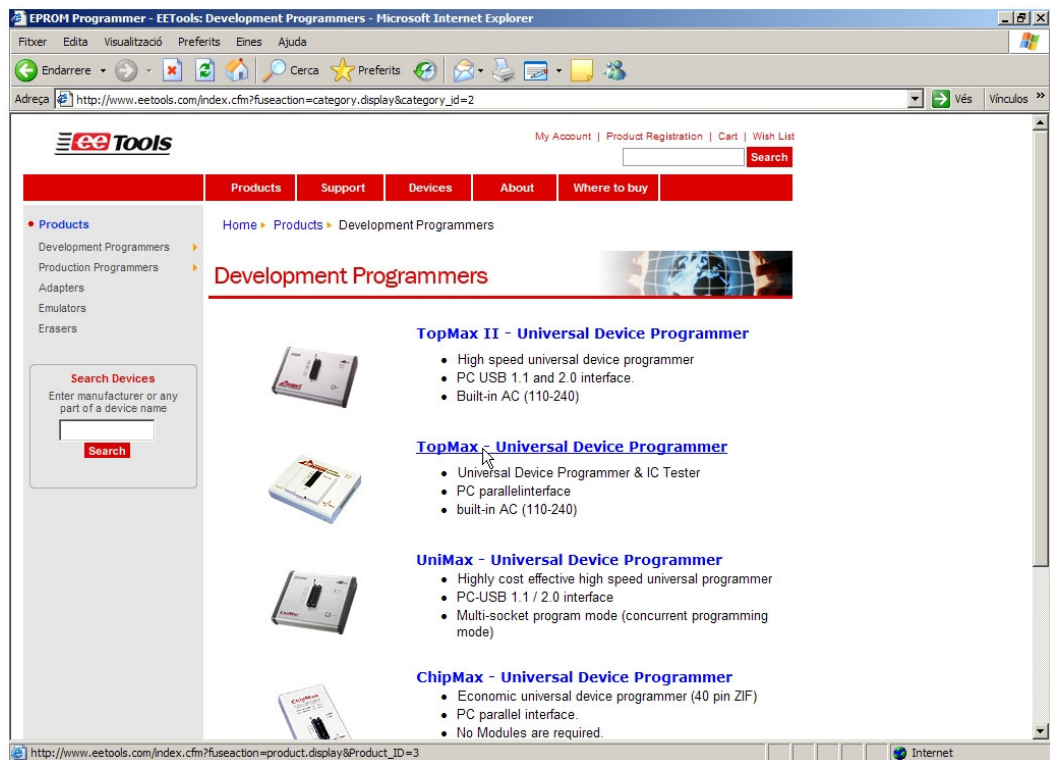 EPROM Programmer - EETools: Development Programmers - Microsoft Internet Explorer
Fitxer Edita Visualització Preferits Eines Ajuda
Endarrere Cerca Preferits
Adreça http://www.eetools.com/index.cfm?fuseaction=category.display&category_id=2 Vés Vínculos »
ee Tools
My Account | Product Registration | Cart | Wish List
Search
Products Support Devices About Where to buy
Products
Development Programmers
Production Programmers
Adapters
Emulators
Erasers
Search Devices
Enter manufacturer or any
part of a device name
Search
Home Products Development Programmers
Development Programmers
TopMax II - Universal Device Programmer
• High speed universal device programmer
• PC USB 1.1 and 2.0 interface.
• Built-in AC (110-240)
TopMax - Universal Device Programmer
• Universal Device Programmer & IC Tester
• PC parallelinterface
• built-in AC (110-240)
UniMax - Universal Device Programmer
• Highly cost effective high speed universal programmer
• PC-USB 1.1 / 2.0 interface
• Multi-socket program mode (concurrent programming
mode)
ChipMax
ChipMax - Universal Device Programmer
• Economic universal device programmer (40 pin ZIF)
• PC parallel interface.
• No Modules are required.
http://www.eetools.com/index.cfm?fuseaction=product.display&Product_ID=3 Internet